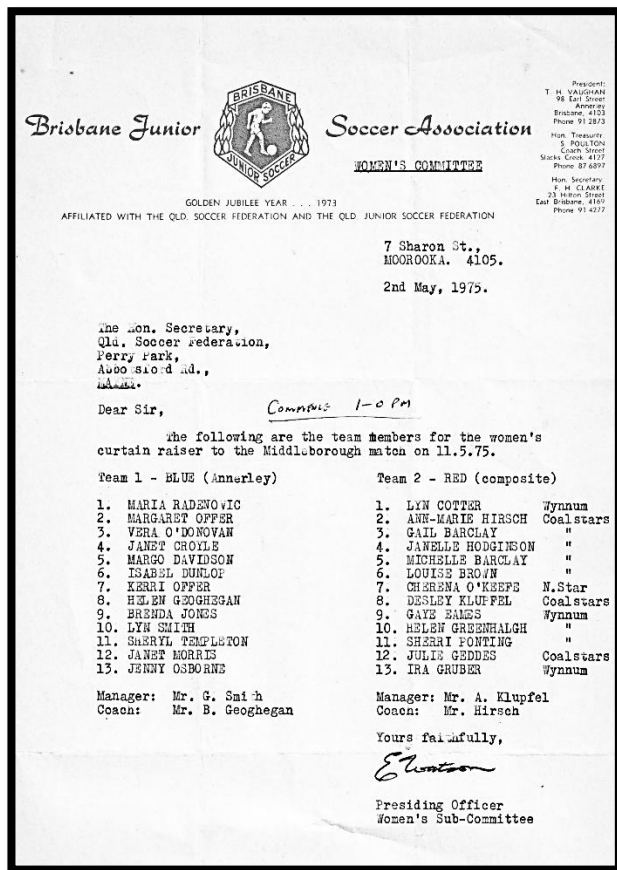 BRISBANE
JUNIOR SOCCER
Brisbane Junior Soccer Association
WOMEN'S COMMITTEE
President:
T. H. VAUGHAN
98 Earl Street
Annerley
Brisbane, 4103
Phone 91 2873
Hon. Treasurer
S. POULTON
Coach Street
Slacks Creek 4127
Phone 87 6897
Hon. Secretary
F. H. CLARKE
23 Hilton Street
East Brisbane, 4169
Phone 91 4277
GOLDEN JUBILEE YEAR . . . 1973
AFFILIATED WITH THE QLD. SOCCER FEDERATION AND THE QLD. JUNIOR SOCCER FEDERATION
7 Sharon St.,
MOOROOKA. 4105.
2nd May, 1975.
The Hon. Secretary,
Qld. Soccer Federation,
Perry Park,
Abbotsford Rd.,
Dear Sir,
COMMENCE 1-0 PM
The following are the team members for the women's
curtain raiser to the Middleborough match on 11.5.75.
Team 1 - BLUE (Annerley)
1. MARIA RADENOVIC
2. MARGARET OFFER
3. VERA O'DONOVAN
4. JANET CROYLE
5. MARGO DAVIDSON
6. ISABEL DUNLOP
7. KERRI OFFER
8. HELEN GEOGHEGAN
9. BRENDA JONES
10. LYN SMITH
11. SHERYL TEMPLETON
12. JANET MORRIS
13. JENNY OSBORNE
Manager: Mr. G. Smith
Coach: Mr. B. Geoghegan
Team 2 - RED (composite)
1. LYN COTTER Wynnum
2. ANN-MARIE HIRSCH Coalstars
3. GAIL BARCLAY "
4. JANELLE HODGINSON "
5. MICHELLE BARCLAY "
6. LOUISE BROWN "
7. CHERENA O'KEEFE N.Star
8. DESLEY KLUPFEL Coalstars
9. GAYE EAMES Wynnum
10. HELEN GREENHALGH "
11. SHERRI PONTING "
12. JULIE GEDDES Coalstars
13. IRA GRUBER Wynnum
Manager: Mr. A. Klupfel
Coach: Mr. Hirsch
Yours faithfully,
E Watson
Presiding Officer
Women's Sub-Committee